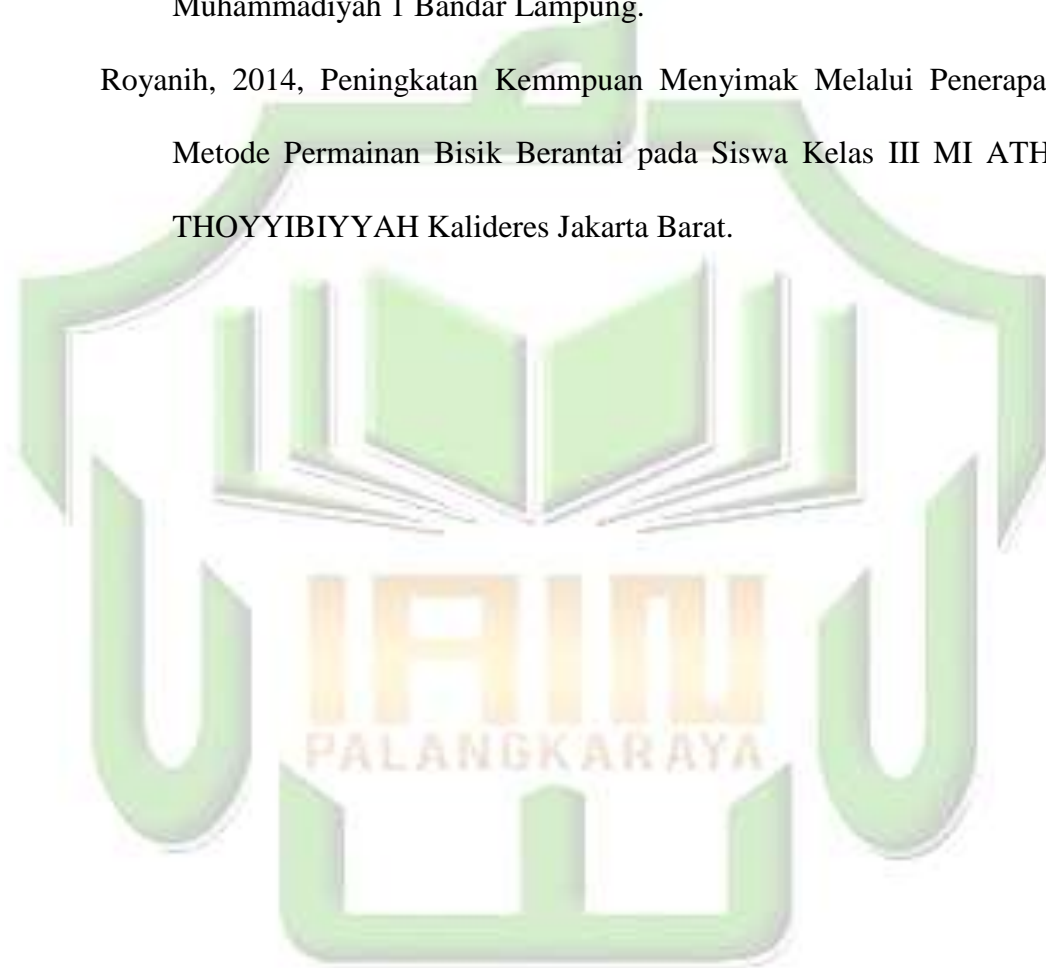 Muhammadiyah 1 Bandar Lampung.
Royanih, 2014, Peningkatan Kemmpuan Menyimak Melalui Penerapa
Metode Permainan Bisik Berantai pada Siswa Kelas III MI ATH
THOYYIBIYYAH Kalideres Jakarta Barat.
IAIN
PALANGKARAYA